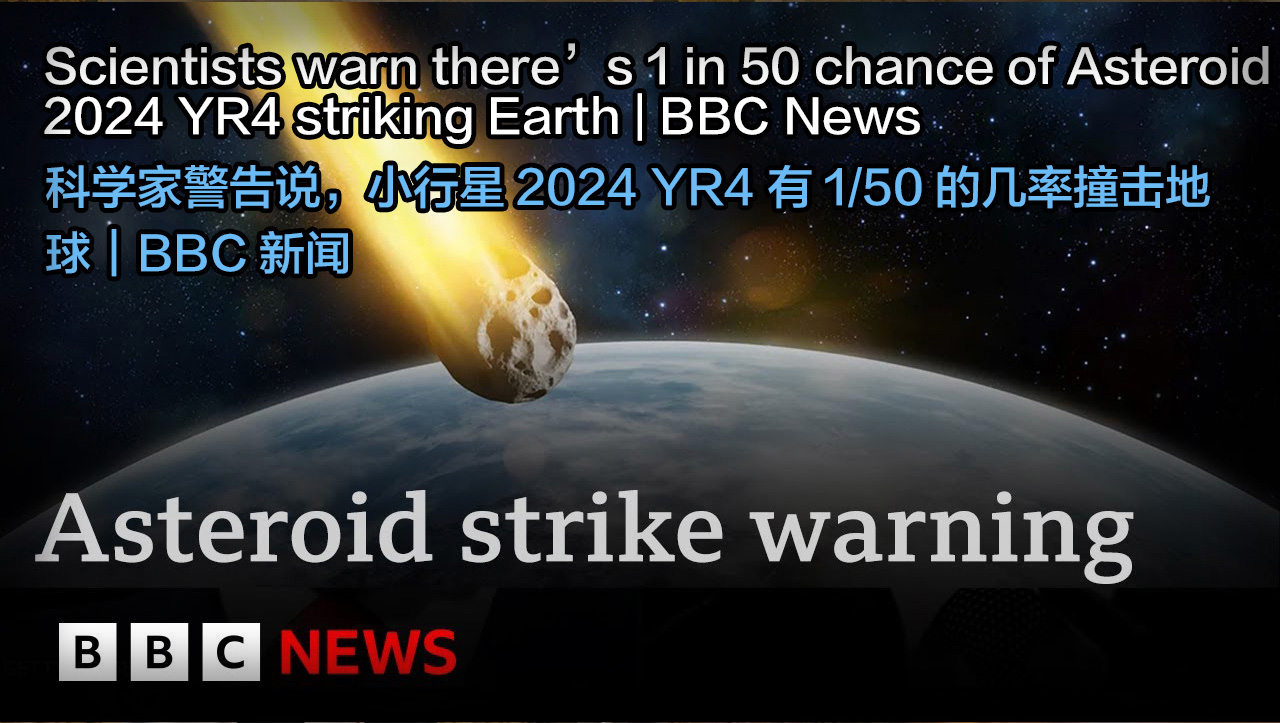 Scientists warn there’s 1 in 50 chance of Asteroid
2024 YR4 striking Earth | BBC News
科学家警告说，小行星 2024 YR4 有 1/50 的几率撞击地
球 | BBC 新闻
Asteroid strike warning
BBC NEWS